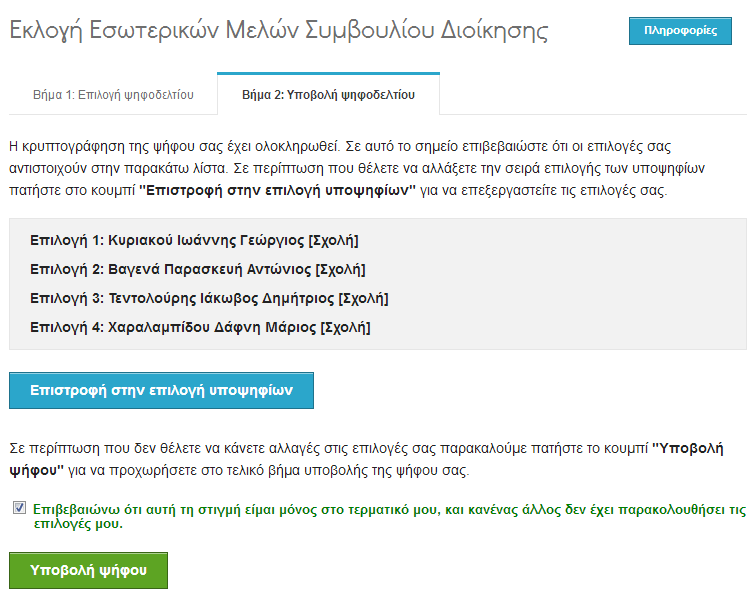 Εκλογή Εσωτερικών Μελών Συμβουλίου Διοίκησης
Πληροφορίες
Βήμα 1: Επιλογή ψηφοδελτίου
Βήμα 2: Υποβολή ψηφοδελτίου
Η κρυπτογράφηση της ψήφου σας έχει ολοκληρωθεί. Σε αυτό το σημείο επιβεβαιώστε ότι οι επιλογές σας
αντιστοιχούν στην παρακάτω λίστα. Σε περίπτωση που θέλετε να αλλάξετε την σειρά επιλογής των υποψηφίων
πατήστε στο κουμπί "Επιστροφή στην επιλογή υποψηφίων" για να επεξεργαστείτε τις επιλογές σας.
Επιλογή 1: Κυριακού Ιωάννης Γεώργιος [Σχολή]
Επιλογή 2: Βαγενά Παρασκευή Αντώνιος [Σχολή]
Επιλογή 3: Τεντολούρης Ιάκωβος Δημήτριος [Σχολή]
Επιλογή 4: Χαραλαμπίδου Δάφνη Μάριος [Σχολή]
Επιστροφή στην επιλογή υποψηφίων
Σε περίπτωση που δεν θέλετε να κάνετε αλλαγές στις επιλογές σας παρακαλούμε πατήστε το κουμπί "Υποβολή
ψήφου" για να προχωρήσετε στο τελικό βήμα υποβολής της ψήφου σας.
Επιβεβαιώνω ότι αυτή τη στιγμή είμαι μόνος στο τερματικό μου, και κανένας άλλος δεν έχει παρακολουθήσει τις
επιλογές μου.
Υποβολή ψήφου